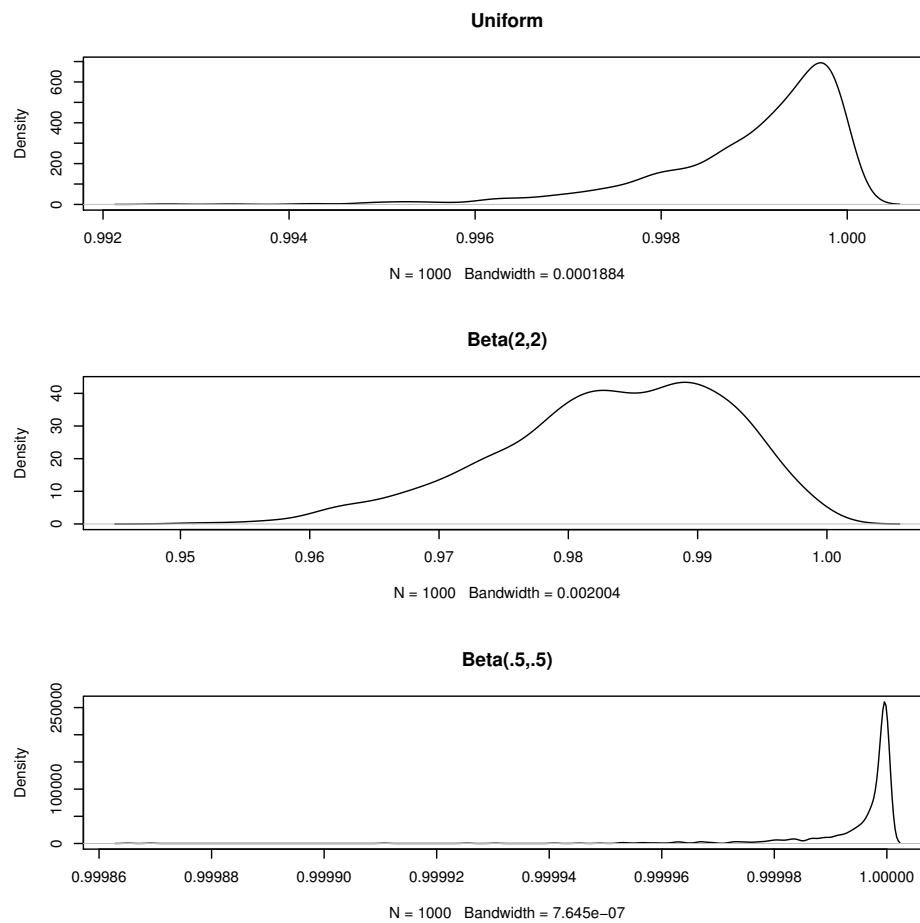 Uniform
Density
0 200 400 600
0.992 0.994 0.996 0.998 1.000
N = 1000 Bandwidth = 0.0001884
Beta(2,2)
Density
0 10 20 30 40
0.95 0.96 0.97 0.98 0.99 1.00
N = 1000 Bandwidth = 0.002004
Beta(.5,.5)
Density
0 100000 250000
0.99986 0.99988 0.99990 0.99992 0.99994 0.99996 0.99998 1.00000
N = 1000 Bandwidth = 7.645e−07